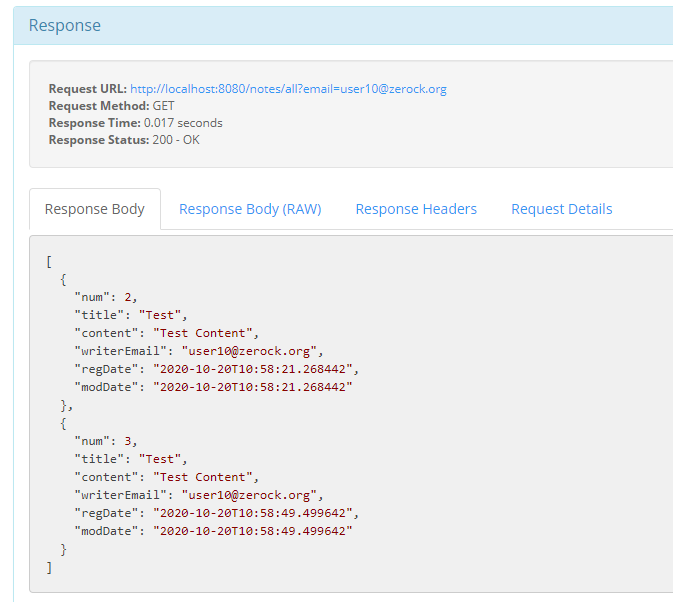 Response
Request URL: http://localhost:8080/notes/all?email=user10@zerock.org
Request Method: GET
Response Time: 0.017 seconds
Response Status: 200 - OK
Response Body Response Body (RAW) Response Headers Request Details
[
  {
    "num": 2,
    "title": "Test",
    "content": "Test Content",
    "writerEmail": "user10@zerock.org",
    "regDate": "2020-10-20T10:58:21.268442",
    "modDate": "2020-10-20T10:58:21.268442"
  },
  {
    "num": 3,
    "title": "Test",
    "content": "Test Content",
    "writerEmail": "user10@zerock.org",
    "regDate": "2020-10-20T10:58:49.499642",
    "modDate": "2020-10-20T10:58:49.499642"
  }
]